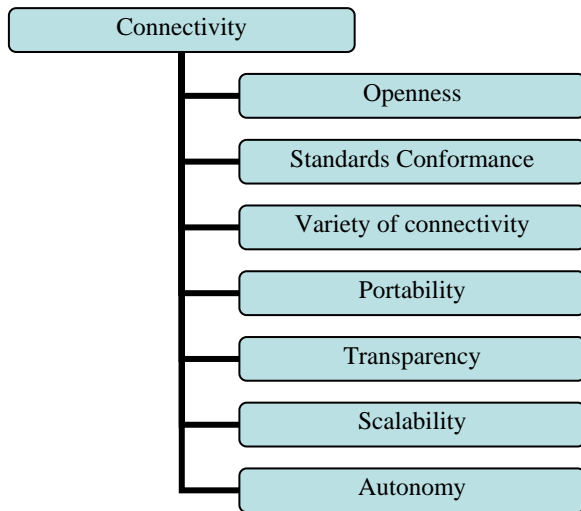 Connectivity
Openness
Standards Conformance
Variety of connectivity
Portability
Transparency
Scalability
Autonomy